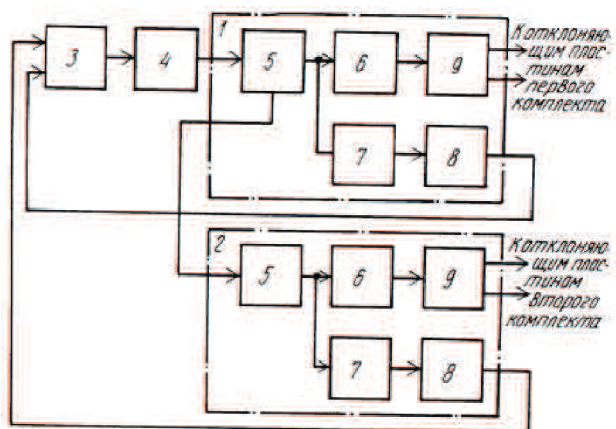 1
3
4
5
6
9
К отклоняю-
щим плас-
тинам
первого
комплекта
7
8
2
5
6
9
К отклоняю-
щим плас-
тинам
второго
комплекта
7
8